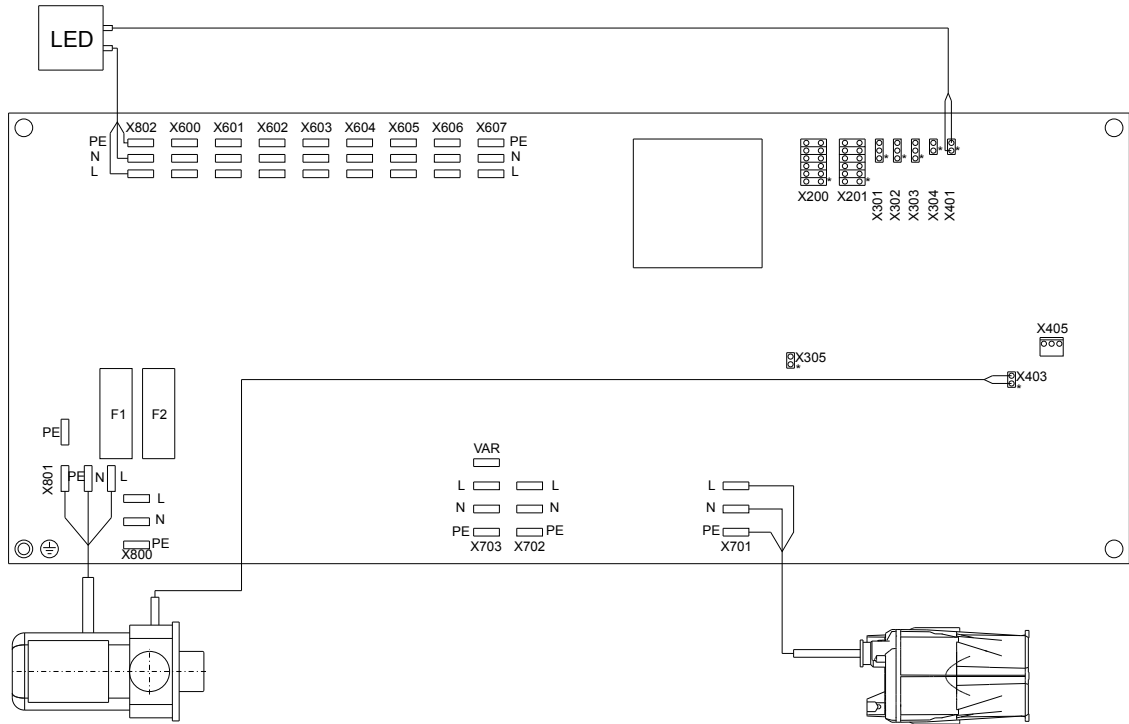 LED
X802 X600 X601 X602 X603 X604 X605 X606 X607
PE PE
N N
L L
* * * * * * *
X200 X201 X301 X302 X303 X304 X401
X405
X305
*
X403
*
F1 F2
PE
X801 PE N L
L
N
PE
X800
VAR
L L
N N
PE PE
X703 X702
L
N
PE
X701